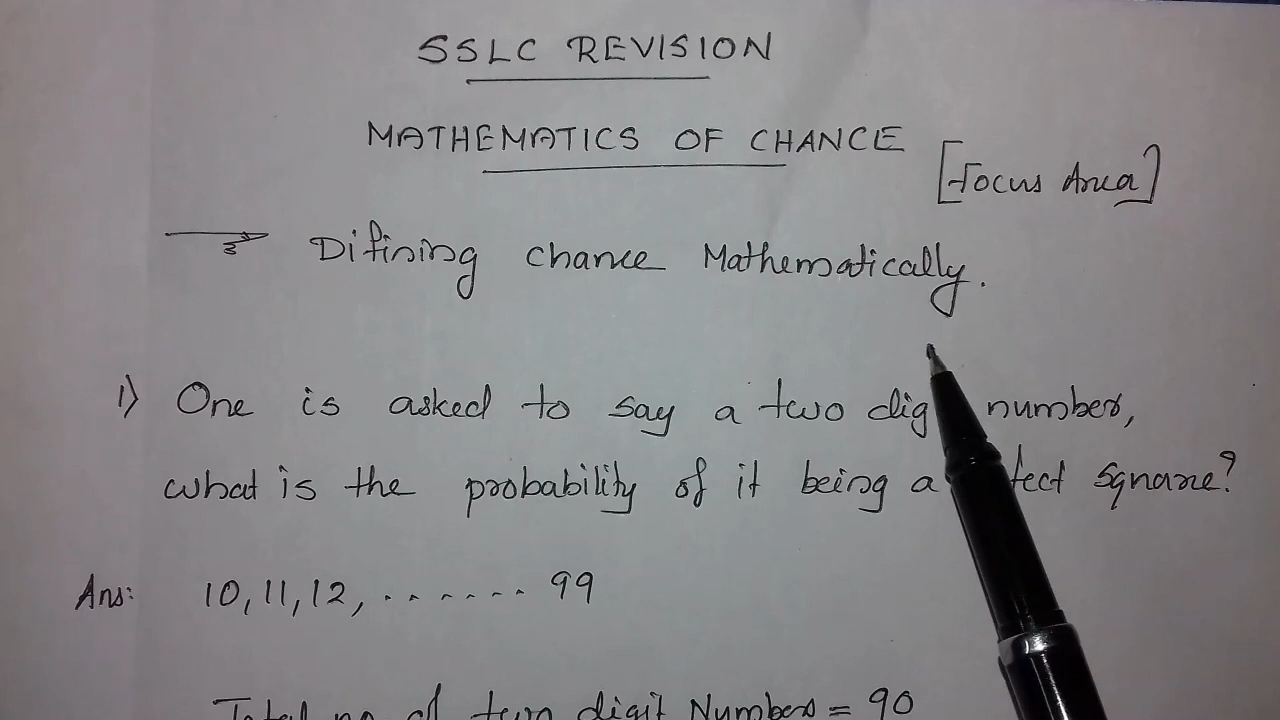 SSLC REVISION
MATHEMATICS OF CHANCE
[Focus Area]
Difining chance Mathematically.
1) One is asked to say a two dig number,
what is the probability of it being a fect square?
Ans: 10, 11, 12, ....... 99
Total no of two digit Numbers = 90